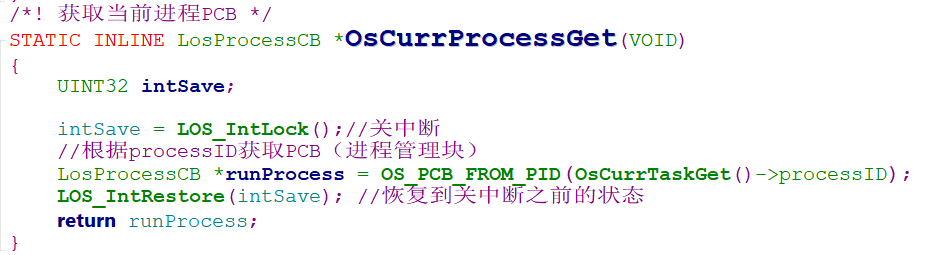 /*! 获取当前进程PCB */
STATIC INLINE LosProcessCB *OsCurrProcessGet(VOID)
{
    UINT32 intSave;

    intSave = LOS_IntLock();//关中断
    //根据processID获取PCB（进程管理块）
    LosProcessCB *runProcess = OS_PCB_FROM_PID(OsCurrTaskGet()->processID);
    LOS_IntRestore(intSave); //恢复到关中断之前的状态
    return runProcess;
}